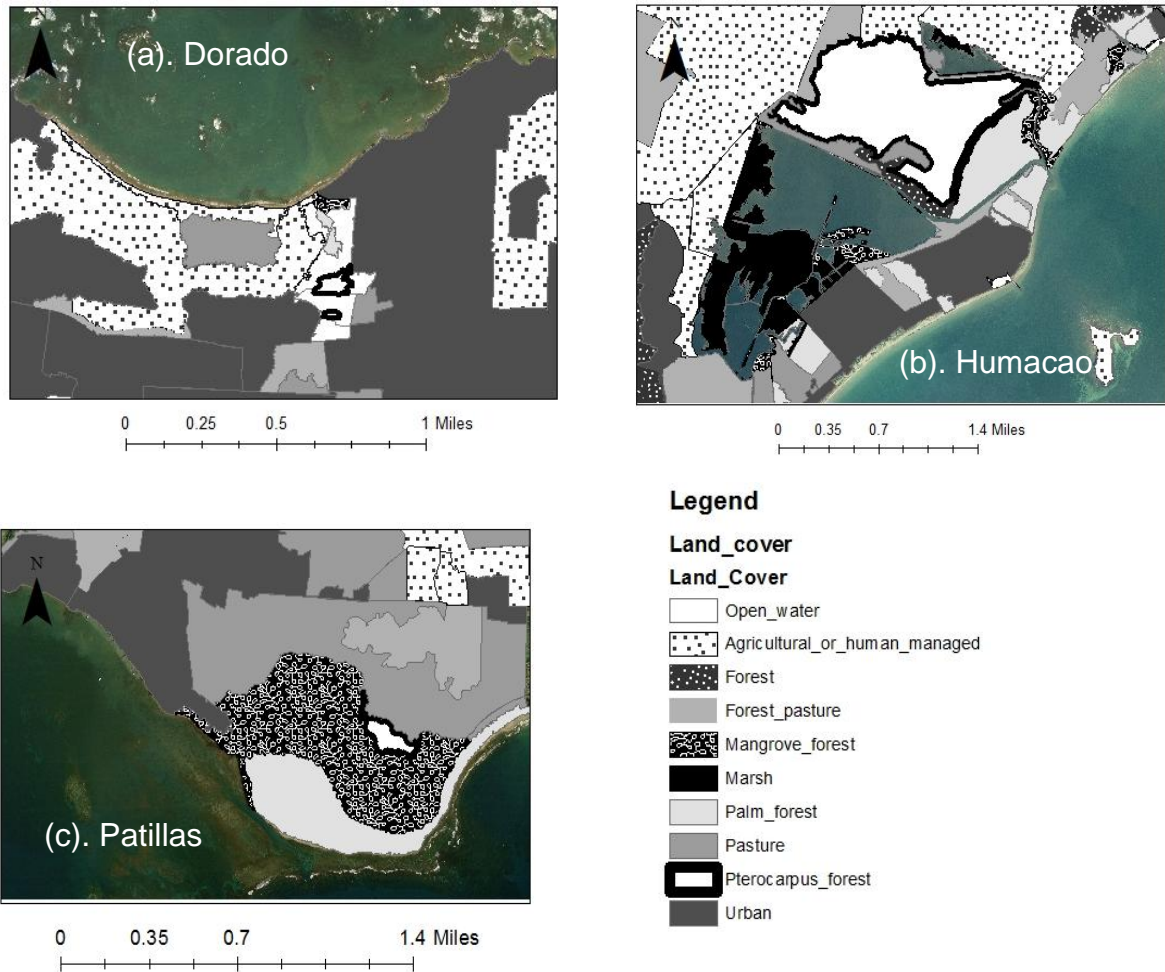 (a). Dorado
0 0.25 0.5 1 Miles
(b). Humacao
0 0.35 0.7 1.4 Miles
N
(c). Patillas
0 0.35 0.7 1.4 Miles
Legend
Land_cover
Land_Cover
Open_water
Agricultural_or_human_managed
Forest
Forest_pasture
Mangrove_forest
Marsh
Palm_forest
Pasture
Pterocarpus_forest
Urban